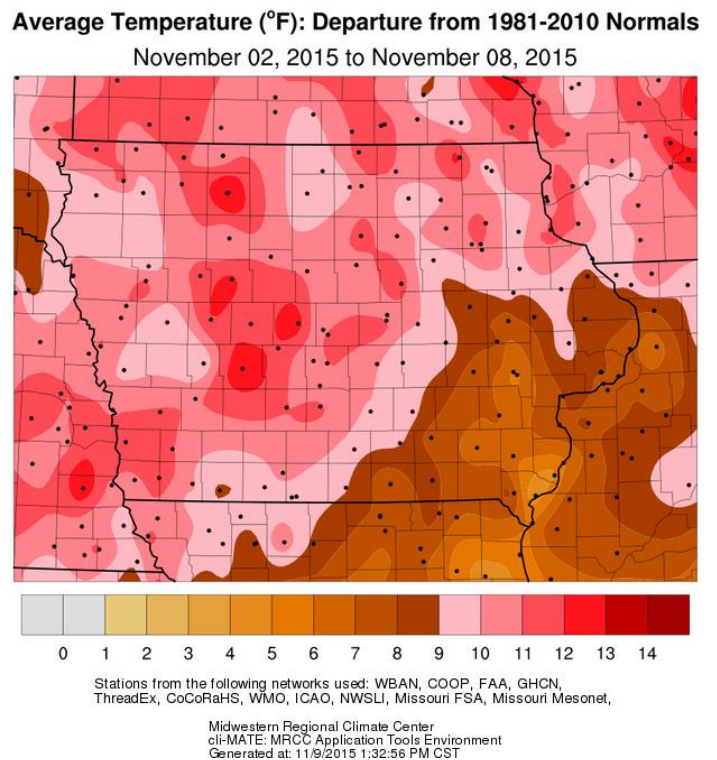 Average Temperature (°F): Departure from 1981-2010 Normals
November 02, 2015 to November 08, 2015
0 1 2 3 4 5 6 7 8 9 10 11 12 13 14
Stations from the following networks used: WBAN, COOP, FAA, GHCN,
ThreadEx, CoCoRaHS, WMO, ICAO, NWSLI, Missouri FSA, Missouri Mesonet,
Midwestern Regional Climate Center
cli-MATE: MRCC Application Tools Environment
Generated at: 11/9/2015 1:32:56 PM CST